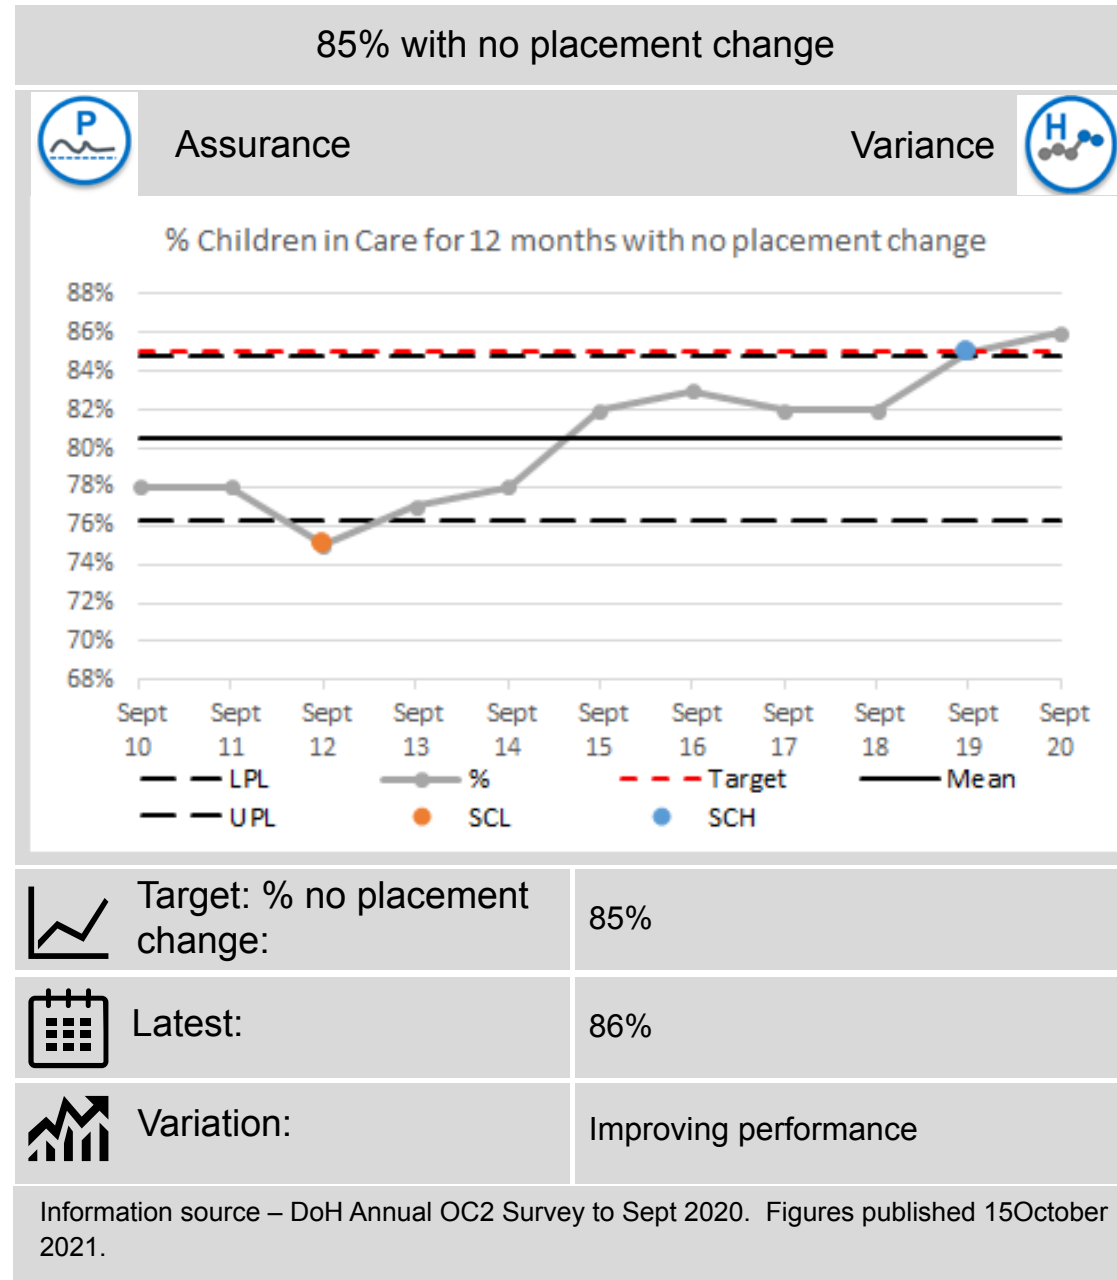 85% with no placement change
P
Assurance
Variance
H
% Children in Care for 12 months with no placement change
88%
86%
84%
82%
80%
78%
76%
74%
72%
70%
68%
Sept Sept Sept Sept Sept Sept Sept Sept Sept Sept Sept
10 11 12 13 14 15 16 17 18 19 20
LPL % Target Mean
UPL SCL SCH
Target: % no placement
change:
85%
Latest:
86%
Variation:
Improving performance
Information source – DoH Annual OC2 Survey to Sept 2020. Figures published 15October
2021.